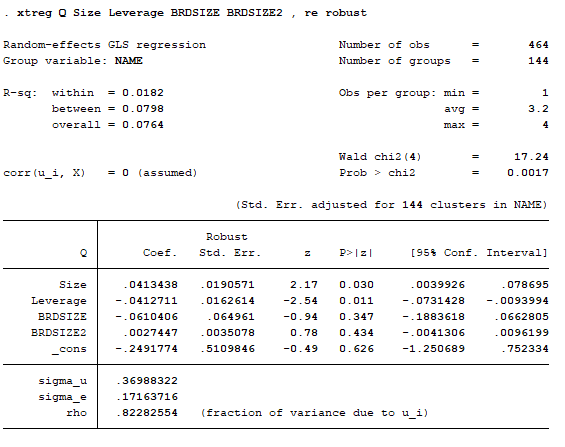 . xtreg Q Size Leverage BRDSIZE BRDSIZE2 , re robust
Random-effects GLS regression Number of obs = 464
Group variable: NAME Number of groups = 144
R-sq: within = 0.0182 Obs per group: min = 1
between = 0.0798 avg = 3.2
overall = 0.0764 max = 4
Wald chi2(4) = 17.24
corr(u_i, X) = 0 (assumed) Prob > chi2 = 0.0017
(Std. Err. adjusted for 144 clusters in NAME)
Robust
Q Coef. Std. Err. z P>|z| [95% Conf. Interval]
Size .0413438 .0190571 2.17 0.030 .0039926 .078695
Leverage -.0412711 .0162614 -2.54 0.011 -.0731428 -.0093994
BRDSIZE -.0610406 .064961 -0.94 0.347 -.1883618 .0662805
BRDSIZE2 .0027447 .0035078 0.78 0.434 -.0041306 .0096199
_cons -.2491774 .5109846 -0.49 0.626 -1.250689 .752334
sigma_u .36988322
sigma_e .17163716
rho .82282554 (fraction of variance due to u_i)